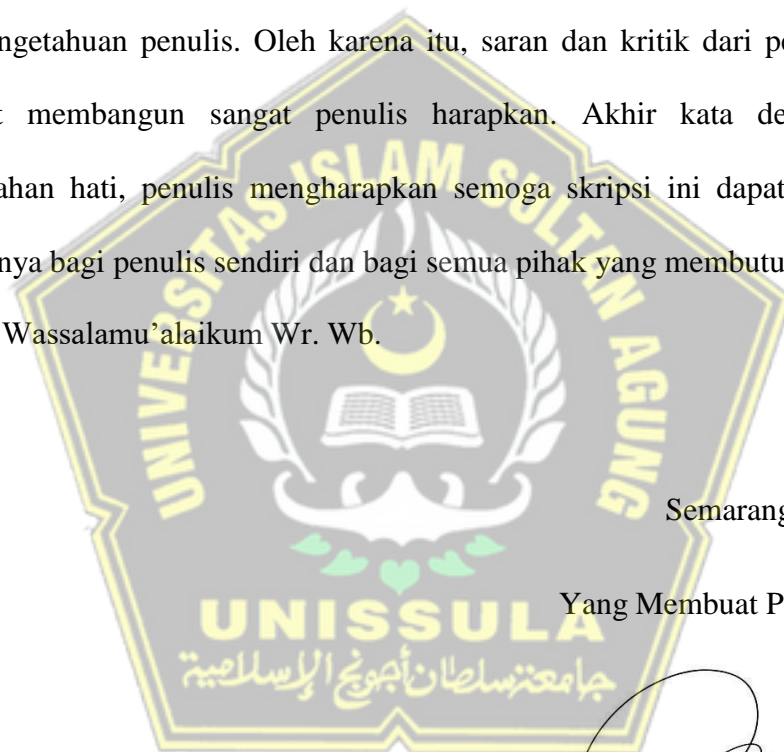 ngetahuan penulis. Oleh karena itu, saran dan kritik dari pe
t membangun sangat penulis harapkan. Akhir kata de
ahan hati, penulis mengharapkan semoga skripsi ini dapat
nya bagi penulis sendiri dan bagi semua pihak yang membutu
Wassalamu’alaikum Wr. Wb.
UNIVERSITAS ISLAM SULTAN AGUNG
Semarang
Yang Membuat P
UNISSULA
جامعة سلطان أجونج الإسلامية